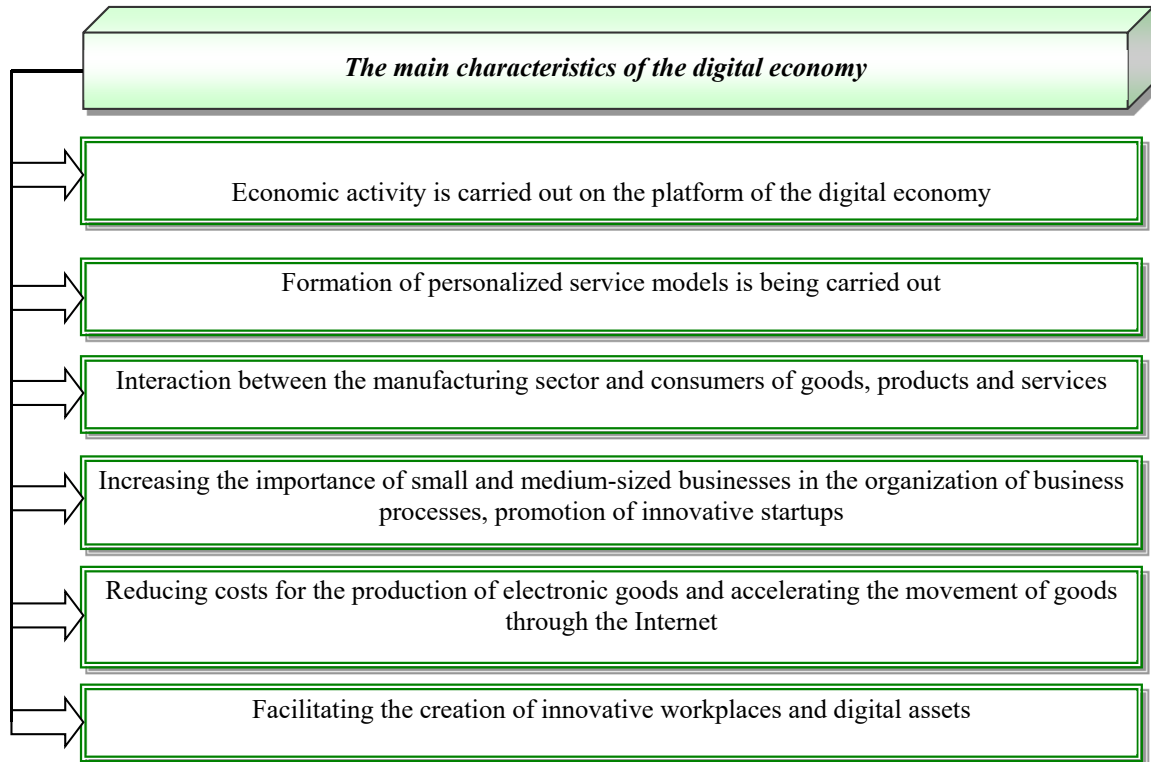 The main characteristics of the digital economy
Economic activity is carried out on the platform of the digital economy
Formation of personalized service models is being carried out
Interaction between the manufacturing sector and consumers of goods, products and services
Increasing the importance of small and medium-sized businesses in the organization of business
processes, promotion of innovative startups
Reducing costs for the production of electronic goods and accelerating the movement of goods
through the Internet
Facilitating the creation of innovative workplaces and digital assets